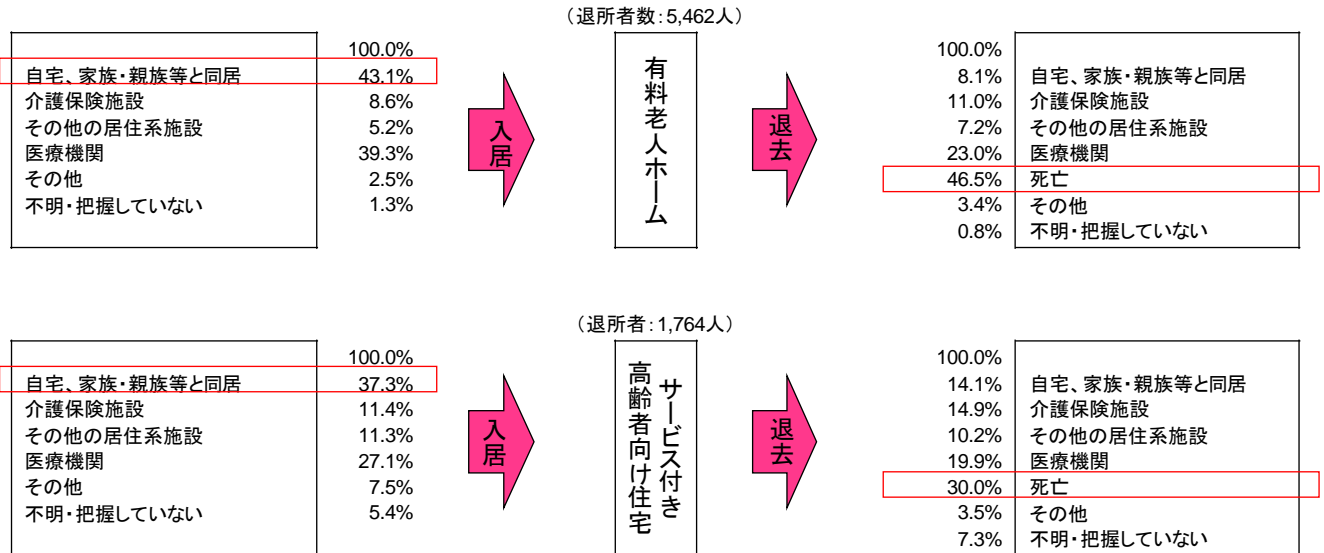 （退所者数：5,462人）
100.0%
自宅、家族・親族等と同居 43.1%
介護保険施設 8.6%
その他の居住系施設 5.2%
医療機関 39.3%
その他 2.5%
不明・把握していない 1.3%
入居
有料老人ホーム
退去
100.0%
8.1% 自宅、家族・親族等と同居
11.0% 介護保険施設
7.2% その他の居住系施設
23.0% 医療機関
46.5% 死亡
3.4% その他
0.8% 不明・把握していない
（退所者：1,764人）
100.0%
自宅、家族・親族等と同居 37.3%
介護保険施設 11.4%
その他の居住系施設 11.3%
医療機関 27.1%
その他 7.5%
不明・把握していない 5.4%
入居
サービス付き
高齢者向け住宅
退去
100.0%
14.1% 自宅、家族・親族等と同居
14.9% 介護保険施設
10.2% その他の居住系施設
19.9% 医療機関
30.0% 死亡
3.5% その他
7.3% 不明・把握していない